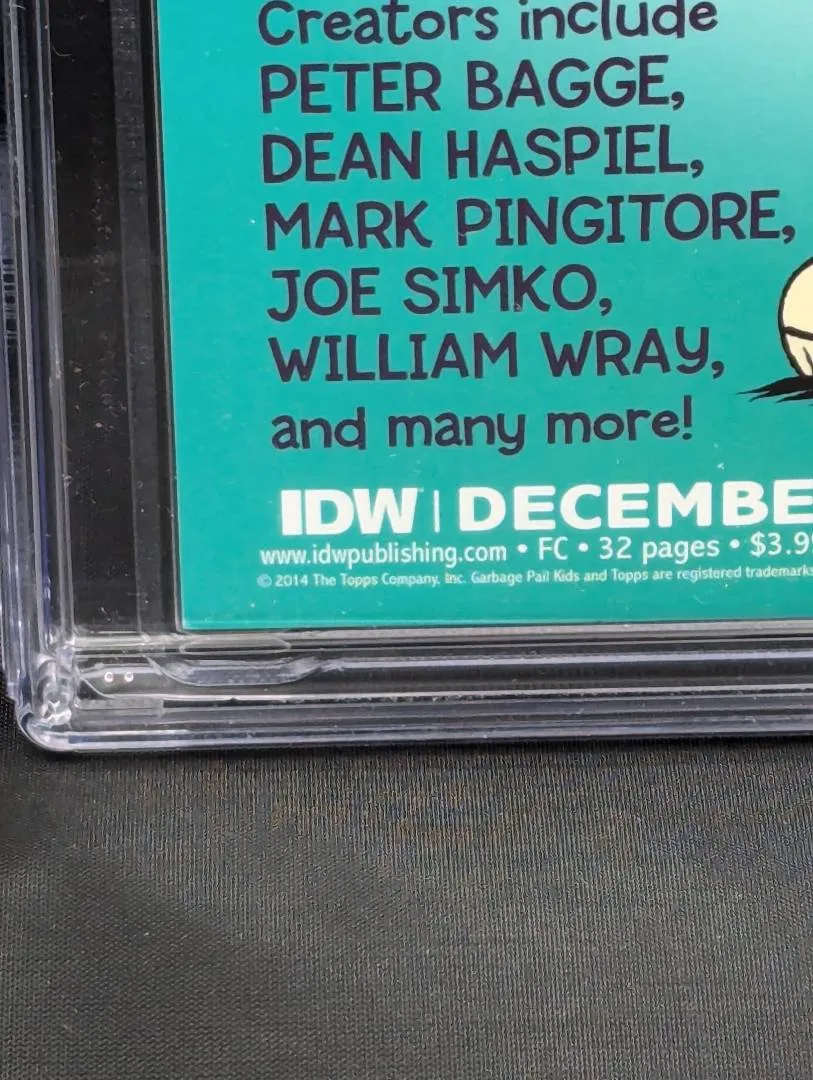 Creators include
PETER BAGGE,
DEAN HASPIEL,
MARK PINGITORE,
JOE SIMKO,
WILLIAM WRAY,
and many more!
IDW | DECEMBE
www.idwpublishing.com • FC • 32 pages • $3.9
© 2014 The Topps Company, Inc. Garbage Pail Kids and Topps are registered trademarks